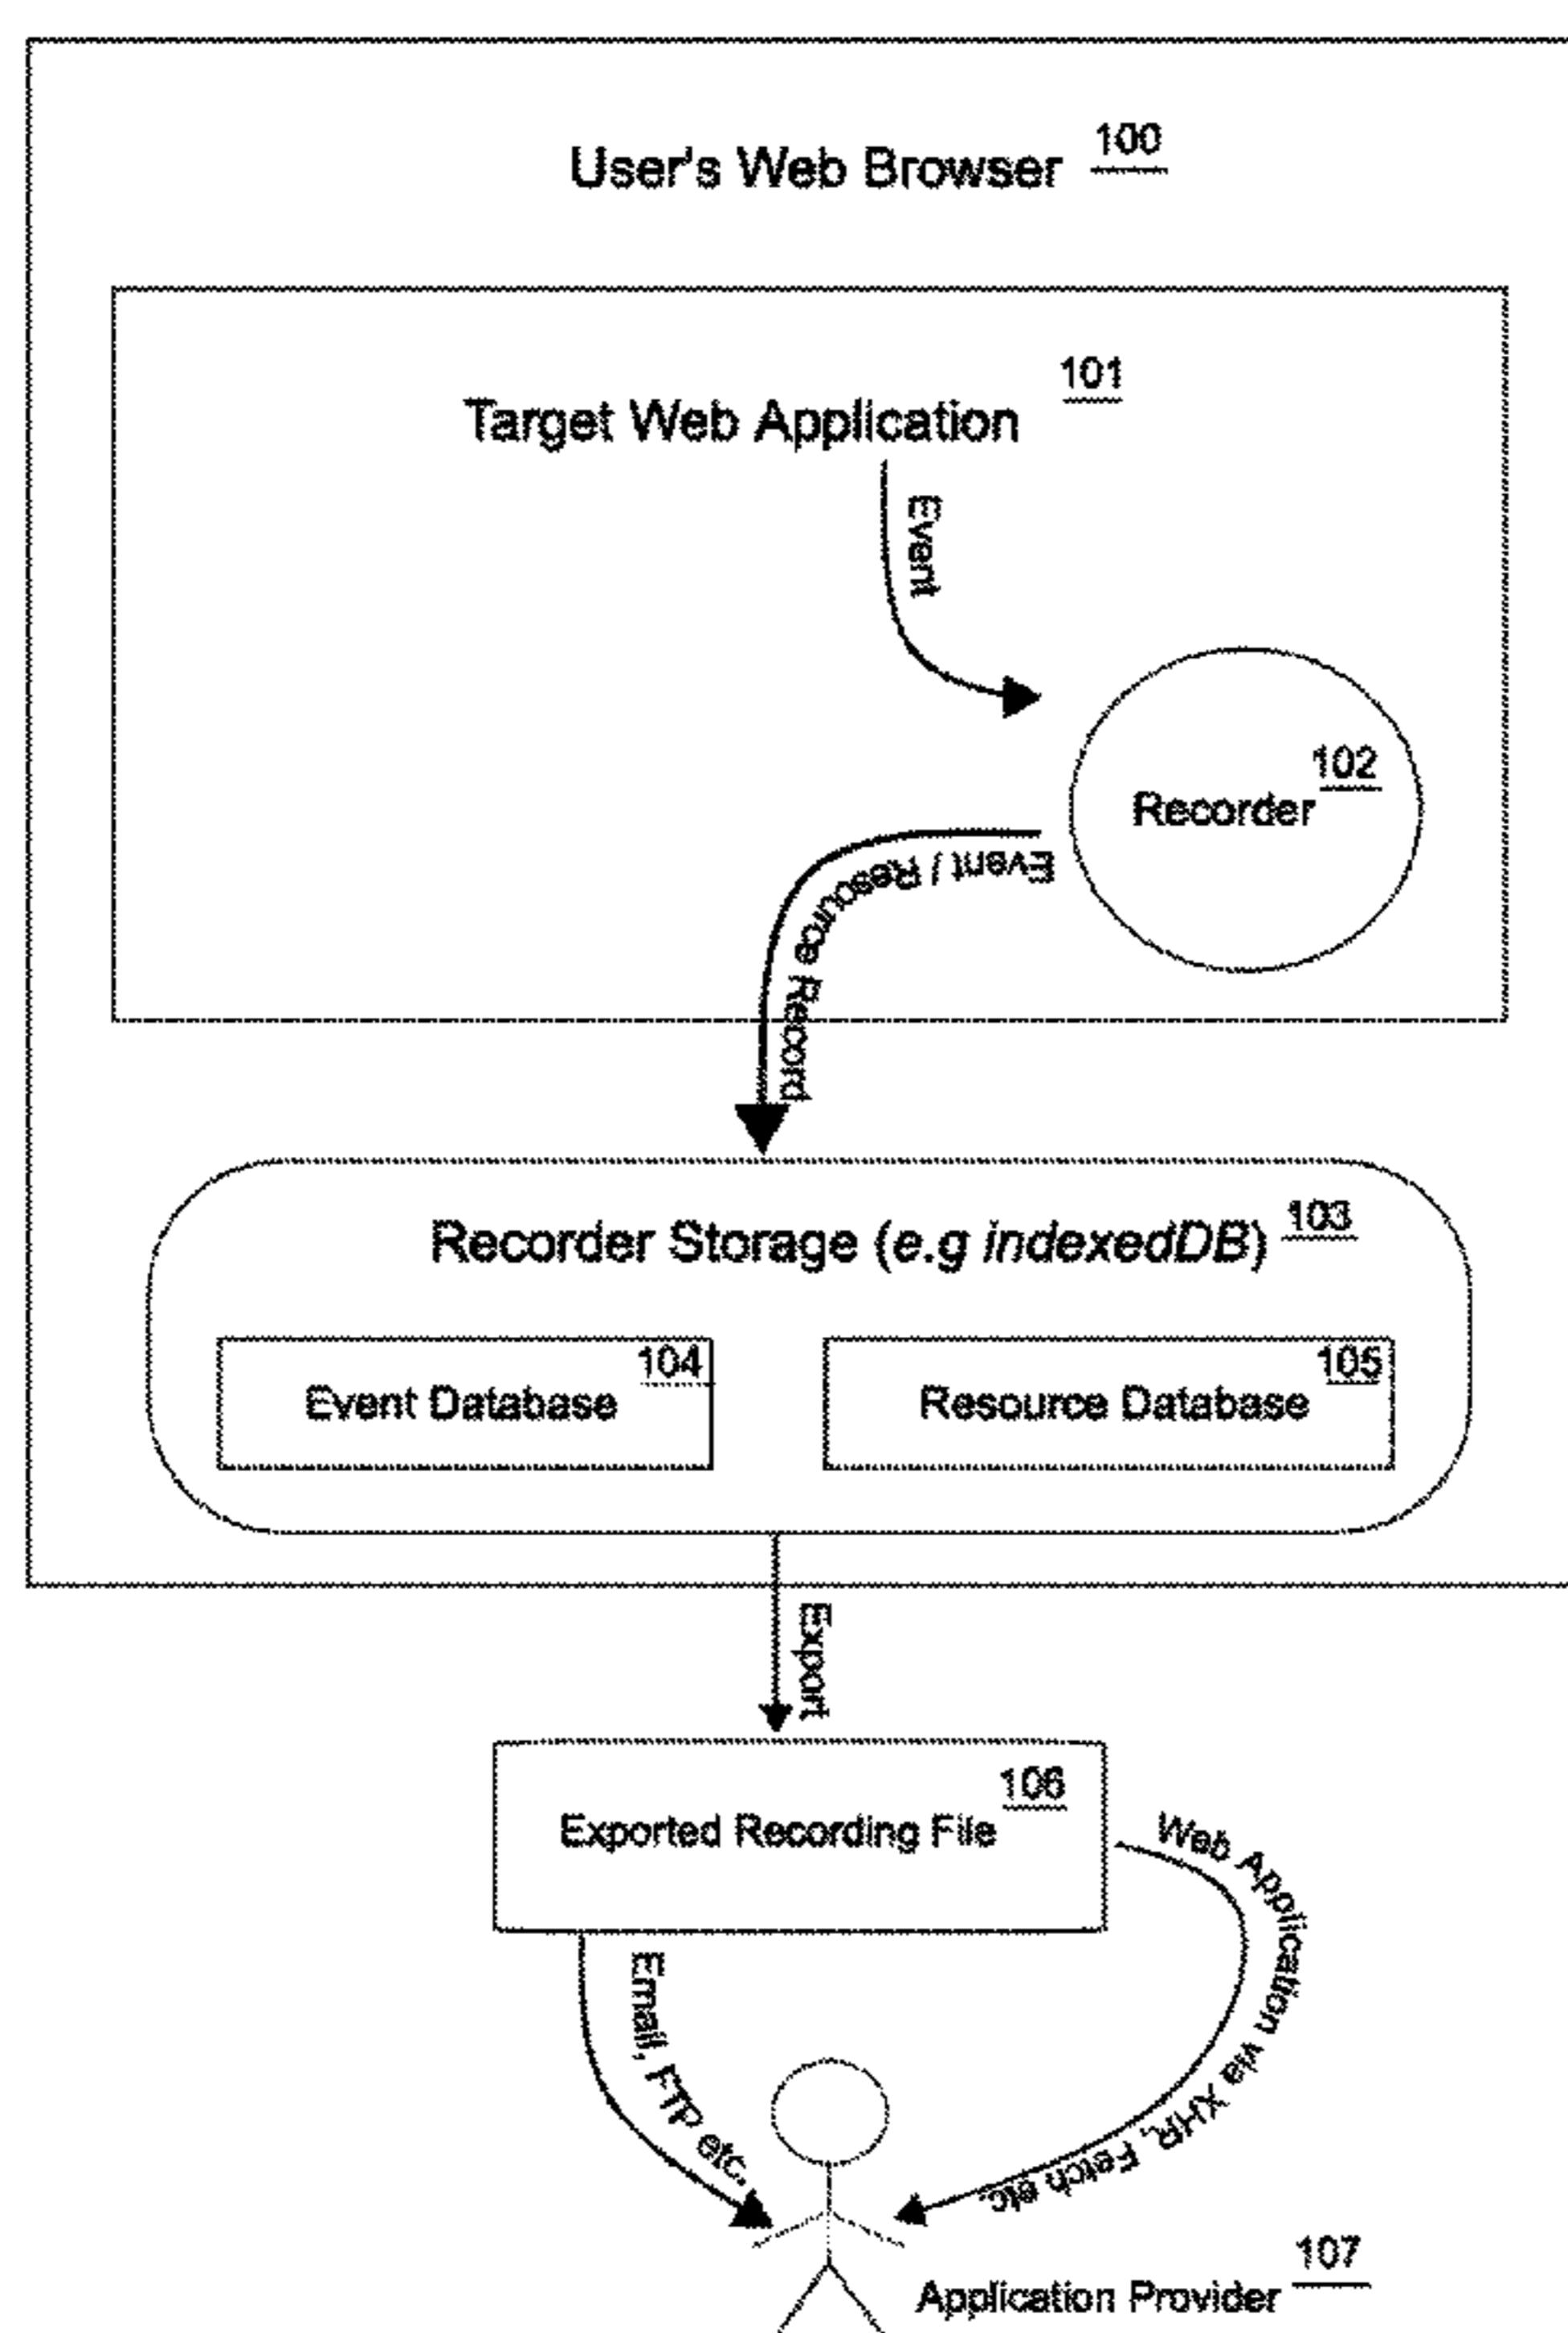 User's Web Browser 100
Target Web Application 101
Event
Recorder 102
Event / Resource Record
Recorder Storage (e.g indexedDB) 103
Event Database 104
Resource Database 105
Export
Exported Recording File 106
Email, FTP etc.
Web Application via XHR, Fetch etc.
Application Provider 107